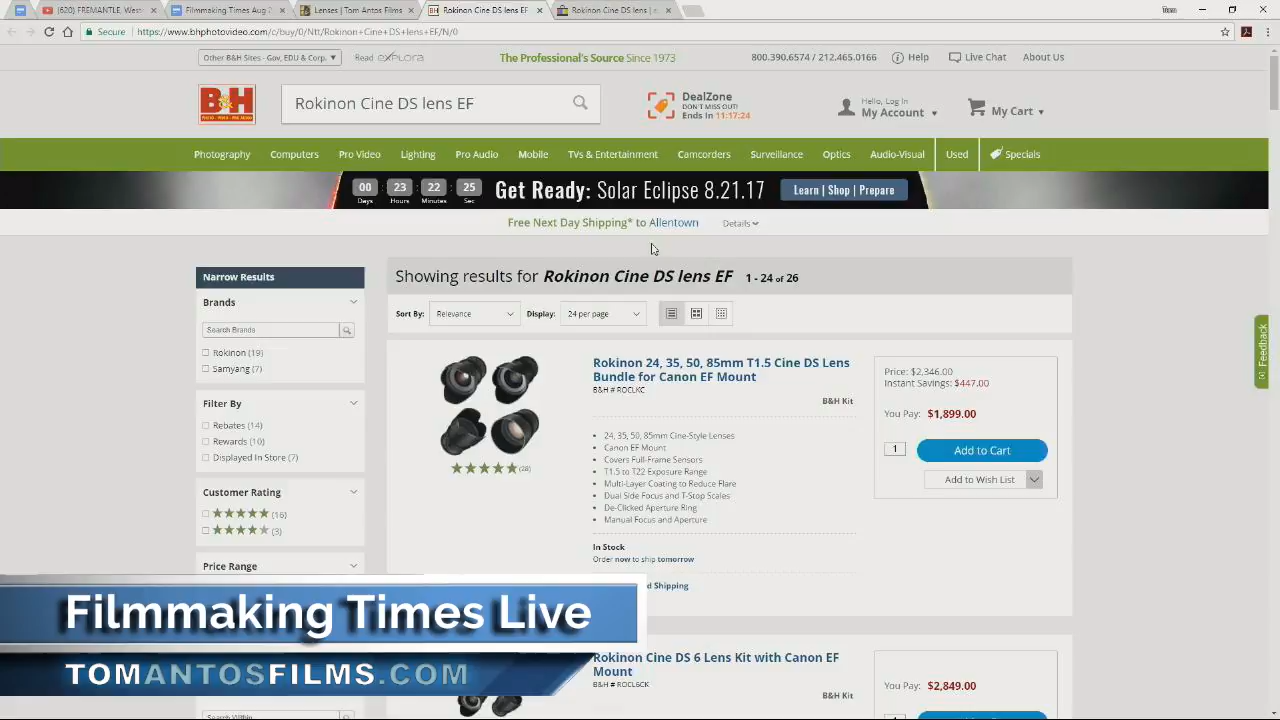 (620) FREMANTLE, West
Filmmaking Times Aug 2
Lenses | Tom Antos Films
Rokinon Cine DS lens EF
Rokinon Cine DS lens | e
Tom
Secure
https://www.bhphotovideo.com/c/buy/0/Ntt/Rokinon+Cine+DS+lens+EF/N/0
Other B&H Sites - Gov, EDU & Corp.
Read explora
The Professional's Source Since 1973
800.390.6574 / 212.465.0166
Help
Live Chat
About Us
B&H
PHOTO - VIDEO - PRO AUDIO
Rokinon Cine DS lens EF
DealZone
DON'T MISS OUT!
Ends In 11:17:24
Hello, Log In
My Account
My Cart
Photography
Computers
Pro Video
Lighting
Pro Audio
Mobile
TVs & Entertainment
Camcorders
Surveillance
Optics
Audio-Visual
Used
Specials
00 23 22 25
Days Hours Minutes Sec
Get Ready: Solar Eclipse 8.21.17
Learn | Shop | Prepare
Free Next Day Shipping* to Allentown
Details
Narrow Results
Brands
Search Brands
Rokinon (19)
Samyang (7)
Filter By
Rebates (14)
Rewards (10)
Displayed In Store (7)
Customer Rating
(16)
(3)
Price Range
Showing results for Rokinon Cine DS lens EF 1 - 24 of 26
Sort By: Relevance
Display: 24 per page
Rokinon 24, 35, 50, 85mm T1.5 Cine DS Lens
Bundle for Canon EF Mount
B&H # ROCLKC
B&H Kit
(28)
24, 35, 50, 85mm Cine-Style Lenses
Canon EF Mount
Covers Full-Frame Sensors
T1.5 to T22 Exposure Range
Multi-Layer Coating to Reduce Flare
Dual Side Focus and T-Stop Scales
De-Clicked Aperture Ring
Manual Focus and Aperture
In Stock
Order now to ship tomorrow
d Shipping
Price: $2,346.00
Instant Savings: $447.00
You Pay: $1,899.00
1
Add to Cart
Add to Wish List
Feedback
Rokinon Cine DS 6 Lens Kit with Canon EF
Mount
B&H # ROCL6CK
B&H Kit
You Pay: $2,849.00
Filmmaking Times Live
TOMANTOSFILMS.COM
Search Within